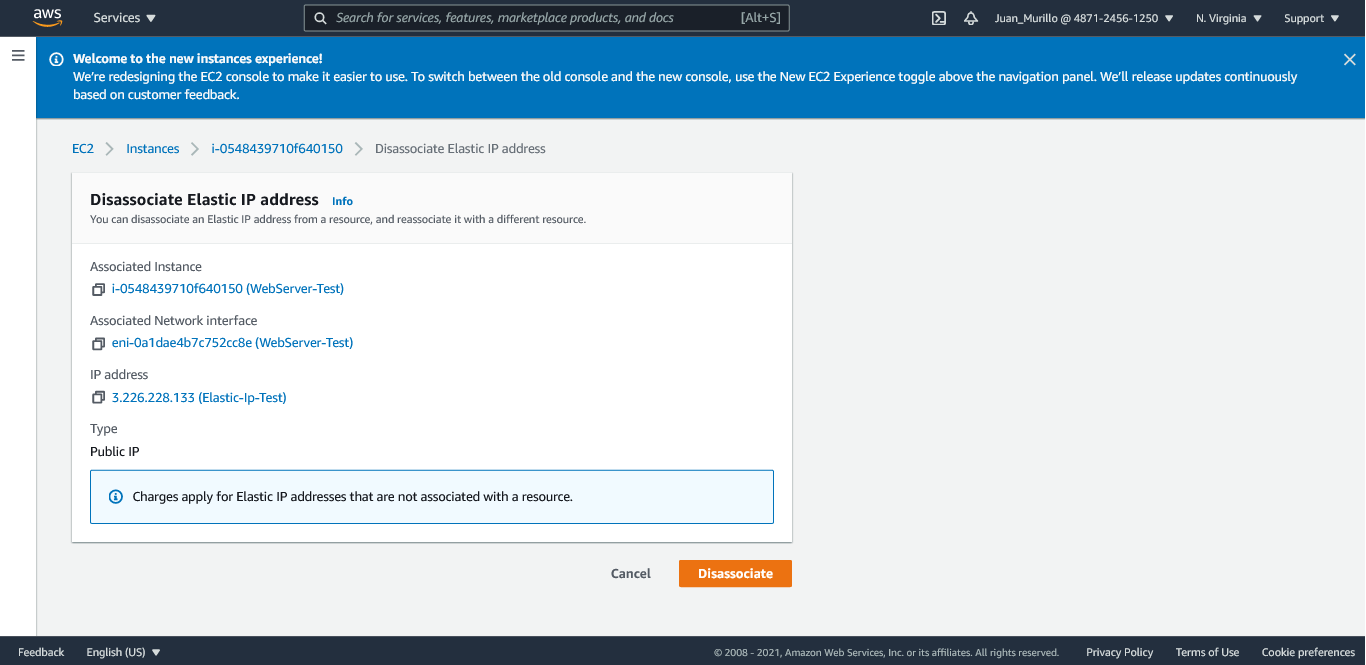 aws
Services
Search for services, features, marketplace products, and docs [Alt+S]
Juan_Murillo @ 4871-2456-1250
N. Virginia
Support
Welcome to the new instances experience!
We're redesigning the EC2 console to make it easier to use. To switch between the old console and the new console, use the New EC2 Experience toggle above the navigation panel. We'll release updates continuously
based on customer feedback.
EC2 Instances i-0548439710f640150 Disassociate Elastic IP address
Disassociate Elastic IP address Info
You can disassociate an Elastic IP address from a resource, and reassociate it with a different resource.
Associated Instance
i-0548439710f640150 (WebServer-Test)
Associated Network interface
eni-0a1dae4b7c752cc8e (WebServer-Test)
IP address
3.226.228.133 (Elastic-Ip-Test)
Type
Public IP
Charges apply for Elastic IP addresses that are not associated with a resource.
Cancel
Disassociate
Feedback
English (US)
© 2008 - 2021, Amazon Web Services, Inc. or its affiliates. All rights reserved.
Privacy Policy
Terms of Use
Cookie preferences